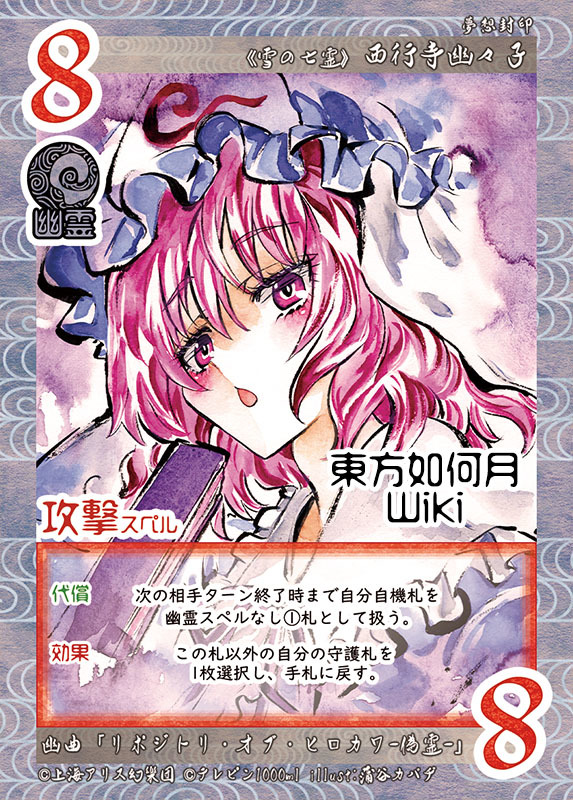 夢想封印
8
《雪の七霊》 西行寺幽々子
幽霊
東方如何月
Wiki
攻撃スペル
代償 次の相手ターン終了時まで自分自機札を
幽霊スペルなし①札として扱う。
効果 この札以外の自分の守護札を
1枚選択し、手札に戻す。
8
幽曲「リポジトリ・オブ・ヒロカワ-偽霊-」
©上海アリス幻樂団 ©テレピン1000ml illust:蒲谷カバヂ